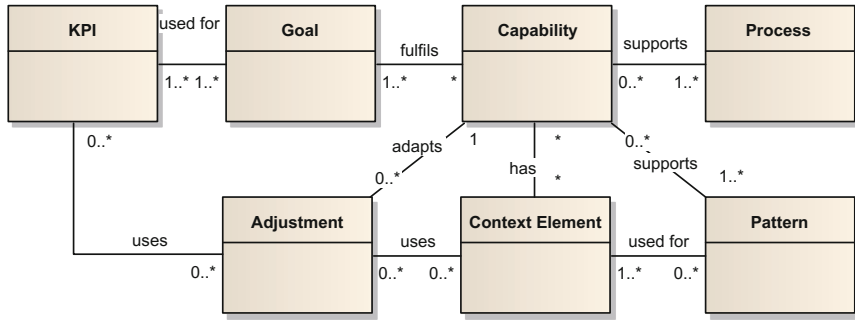 KPI
used for
Goal
Capability
Process
fulfils
supports
1..* 1..*
1..*
*
0..*
1..*
0..*
adapts
1
*
0..*
0..*
has
supports
*
1..*
Adjustment
Context Element
Pattern
uses
uses
used for
0..*
0..*
0..*
1..*
0..*